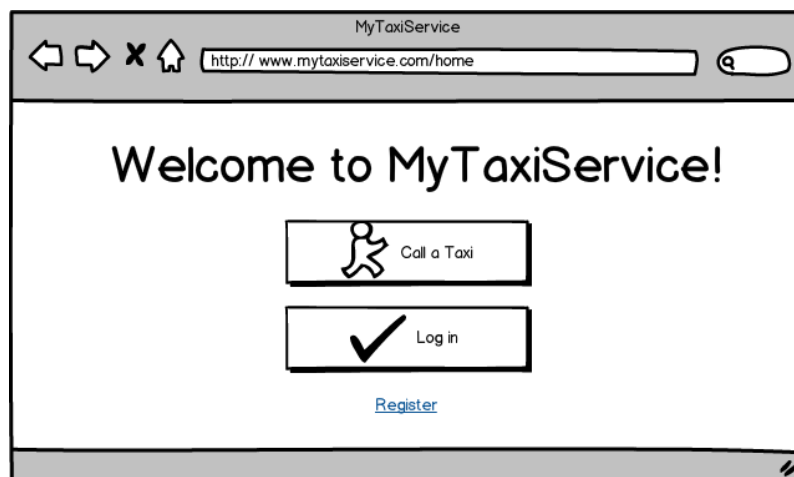 MyTaxiService
http:// www.mytaxiservice.com/home
Welcome to MyTaxiService!
Call a Taxi
Log in
Register